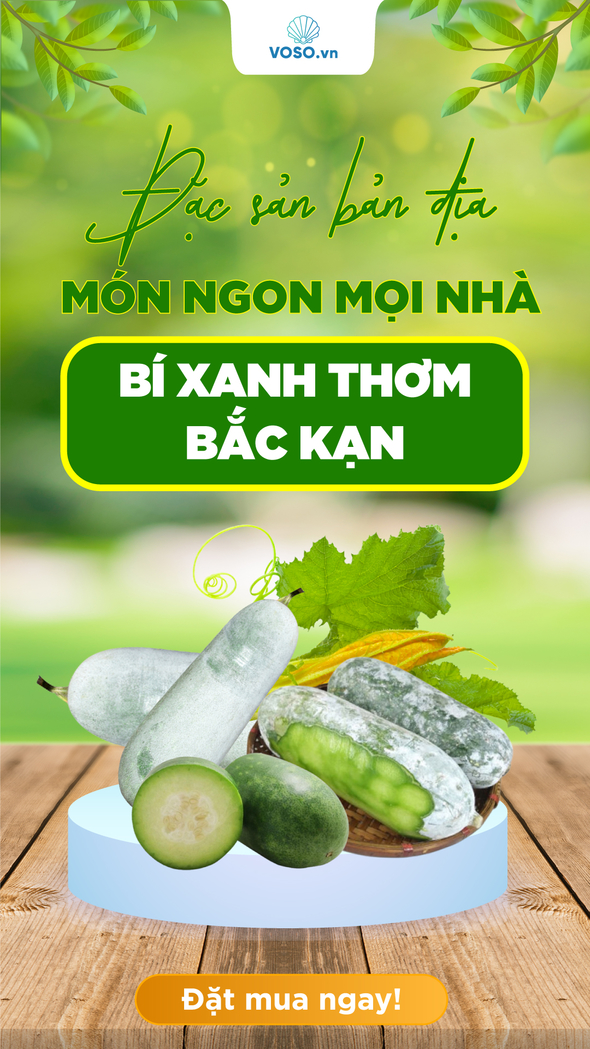 VOSO.vn
Đặc sản bản địa
MÓN NGON MỌI NHÀ
BÍ XANH THƠM
BẮC KẠN
Đặt mua ngay!